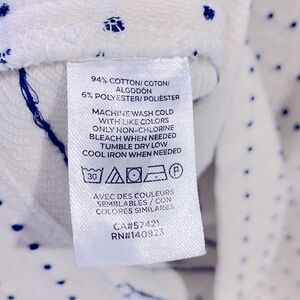 94% COTTON/COTON/
ALGODÓN
6% POLYESTER/POLIÉSTER
MACHINE WASH COLD
WITH LIKE COLORS
ONLY NON-CHLORINE
BLEACH WHEN NEEDED
TUMBLE DRY LOW
COOL IRON WHEN NEEDED
30 P
AVEC DES COULEURS
SEMBLABLES / CON
COLORES SIMILARES
CA#57421
RN#140923